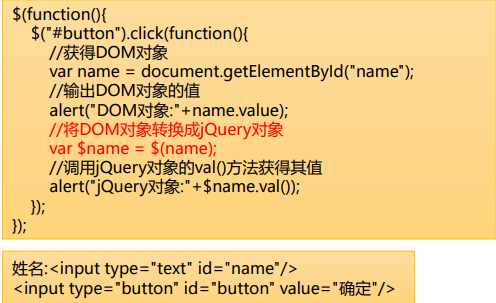 $(function(){
$("#button").click(function(){
//获得DOM对象
var name = document.getElementById("name");
//输出DOM对象的值
alert("DOM对象:"+name.value);
//将DOM对象转换成jQuery对象
var $name = $(name);
//调用jQuery对象的val()方法获得其值
alert("jQuery对象:"+$name.val());
});
});
姓名:<input type="text" id="name"/>
<input type="button" id="button" value="确定"/>